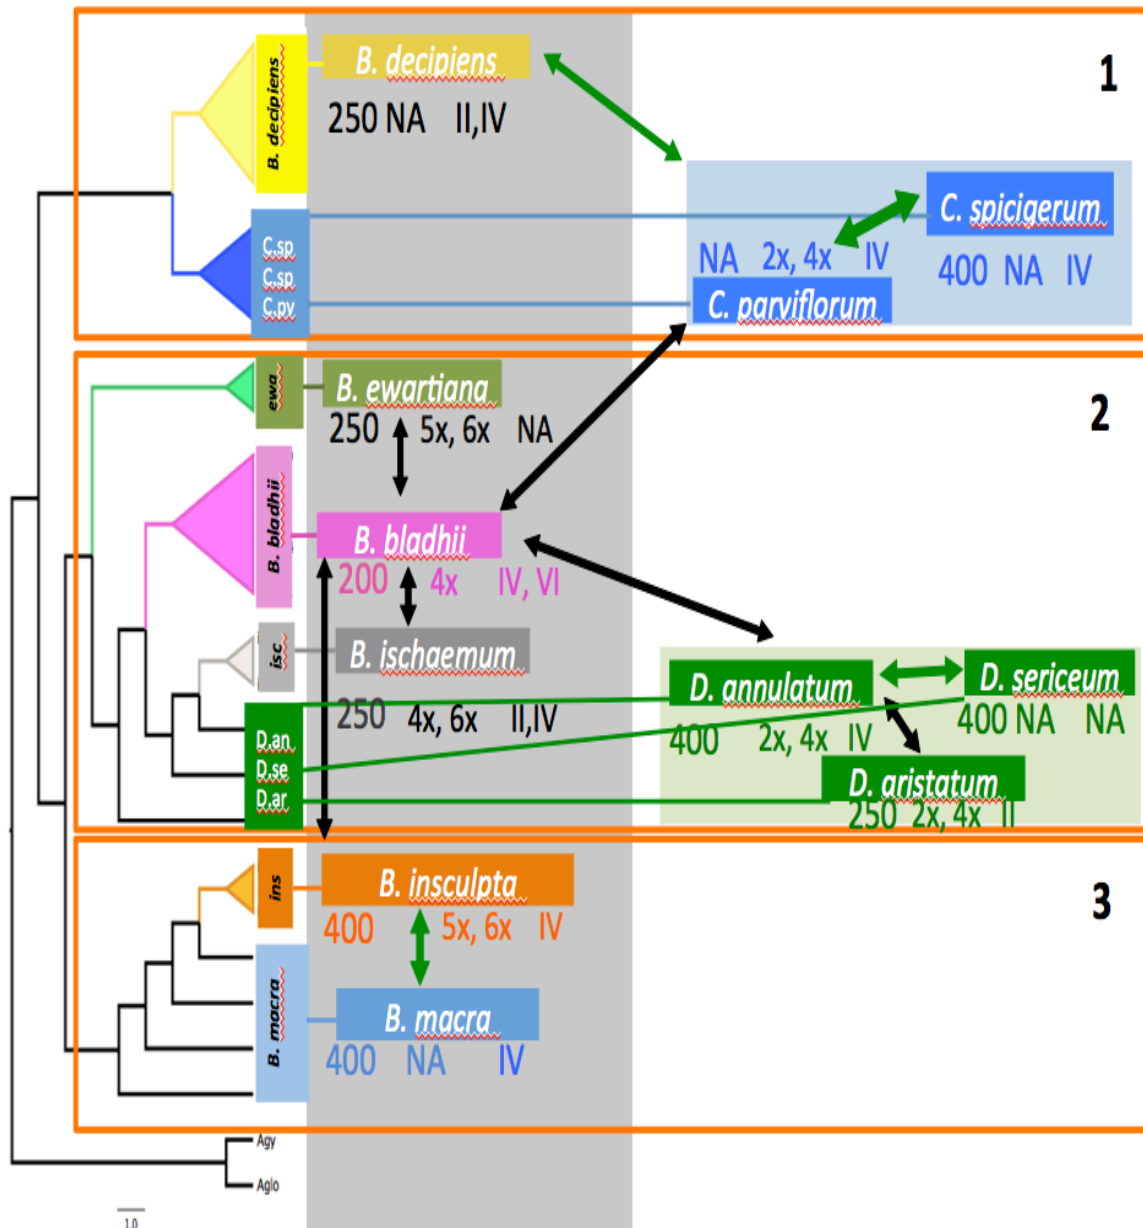 1
B. decipiens
B. decipiens
250 NA II,IV
C.sp
C.sp
C.pv
C. spicigerum
NA 2x, 4x IV
400 NA IV
C. parviflorum
2
ewa
B. ewartiana
250 5x, 6x NA
B. bladhii
B. bladhii
200 4x IV, VI
isc
B. ischaemum
250 4x, 6x II,IV
D.an
D.se
D.ar
D. annulatum
D. sericeum
400 2x, 4x IV
400 NA NA
D. aristatum
250 2x, 4x II
3
ins
B. insculpta
400 5x, 6x IV
B. macra
B. macra
400 NA IV
Agy
Aglo
1.0